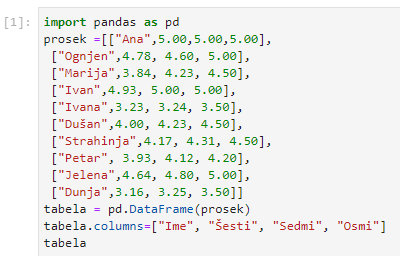 [1]: import pandas as pd
prosek =[["Ana",5.00,5.00,5.00],
["Ognjen",4.78, 4.60, 5.00],
["Marija",3.84, 4.23, 4.50],
["Ivan",4.93, 5.00, 5.00],
["Ivana",3.23, 3.24, 3.50],
["Dušan",4.00, 4.23, 4.50],
["Strahinja",4.17, 4.31, 4.50],
["Petar", 3.93, 4.12, 4.20],
["Jelena",4.64, 4.80, 5.00],
["Dunja",3.16, 3.25, 3.50]]
tabela = pd.DataFrame(prosek)
tabela.columns=["Ime", "Šesti", "Sedmi", "Osmi"]
tabela